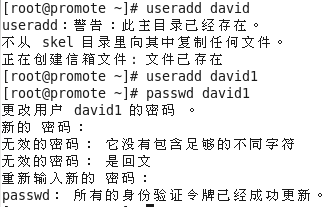 [root@promote ~]# useradd david
useradd：警告：此主目录已经存在。
不从 skel 目录里向其中复制任何文件。
正在创建信箱文件: 文件已存在
[root@promote ~]# useradd david1
[root@promote ~]# passwd david1
更改用户 david1 的密码 。
新的 密码：
无效的密码： 它没有包含足够的不同字符
无效的密码： 是回文
重新输入新的 密码：
passwd： 所有的身份验证令牌已经成功更新。